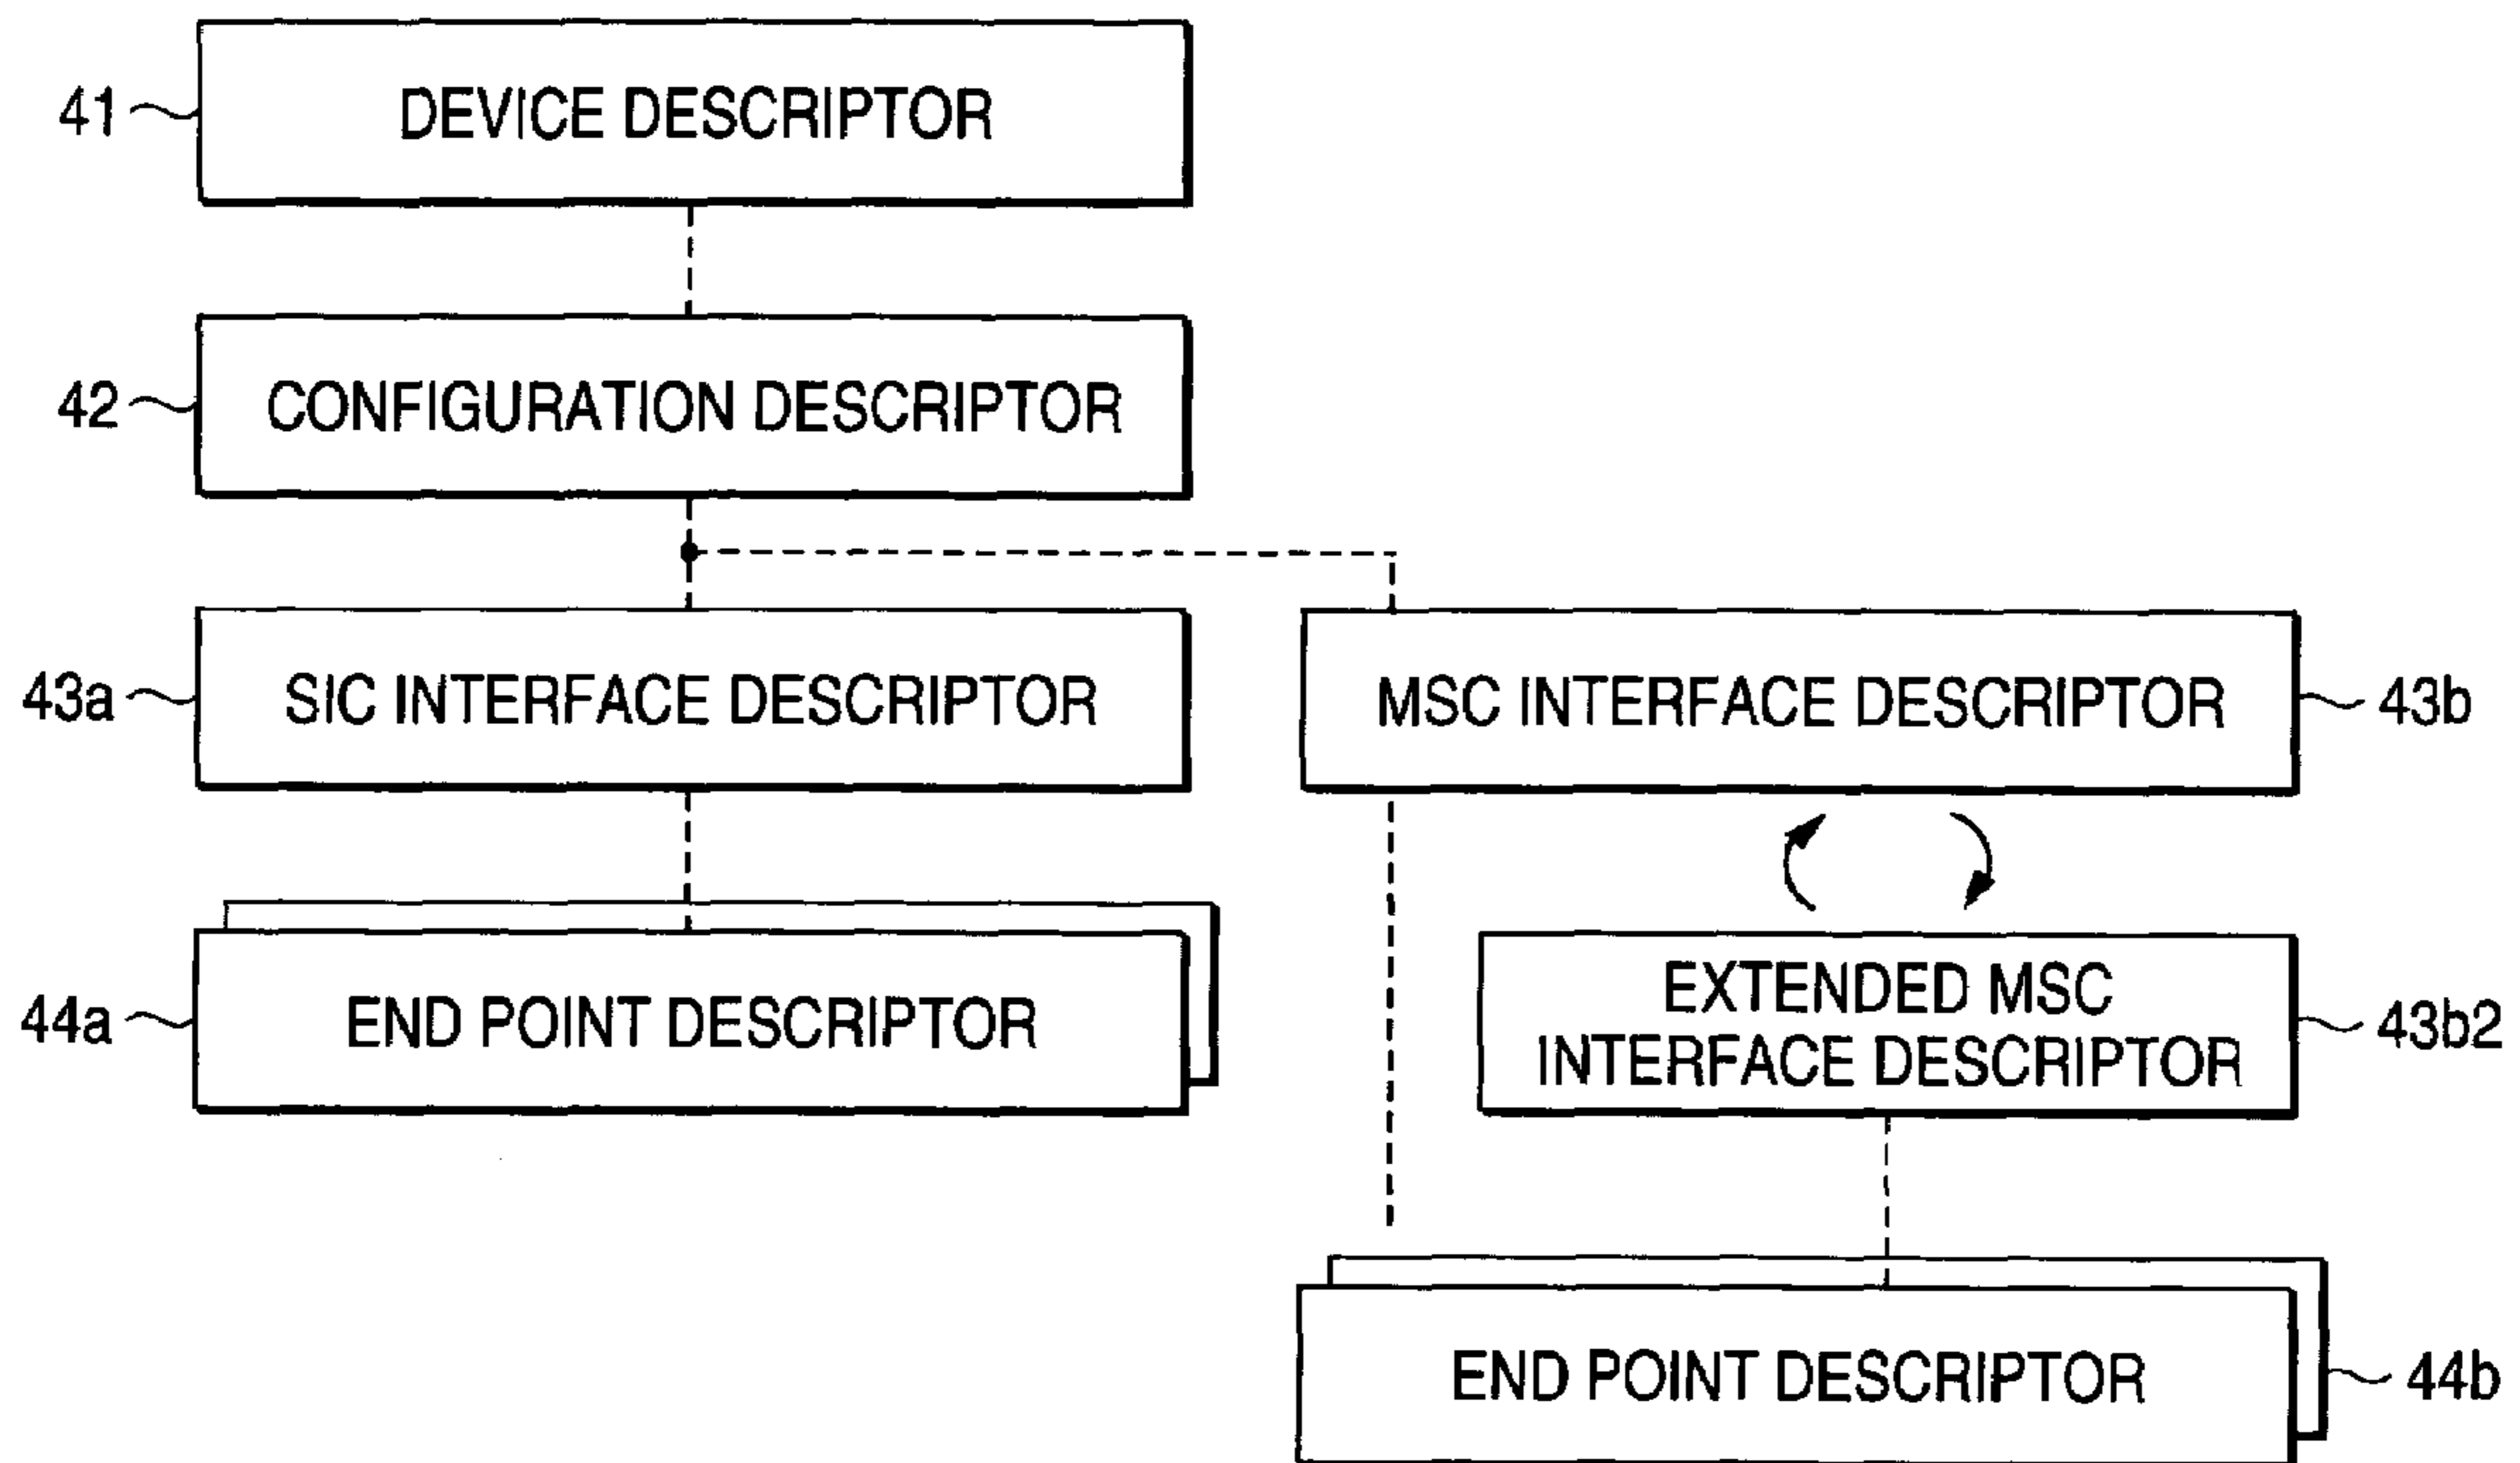 41
DEVICE DESCRIPTOR
42
CONFIGURATION DESCRIPTOR
43a
SIC INTERFACE DESCRIPTOR
MSC INTERFACE DESCRIPTOR
43b
44a
END POINT DESCRIPTOR
EXTENDED MSC
INTERFACE DESCRIPTOR
43b2
END POINT DESCRIPTOR
44b